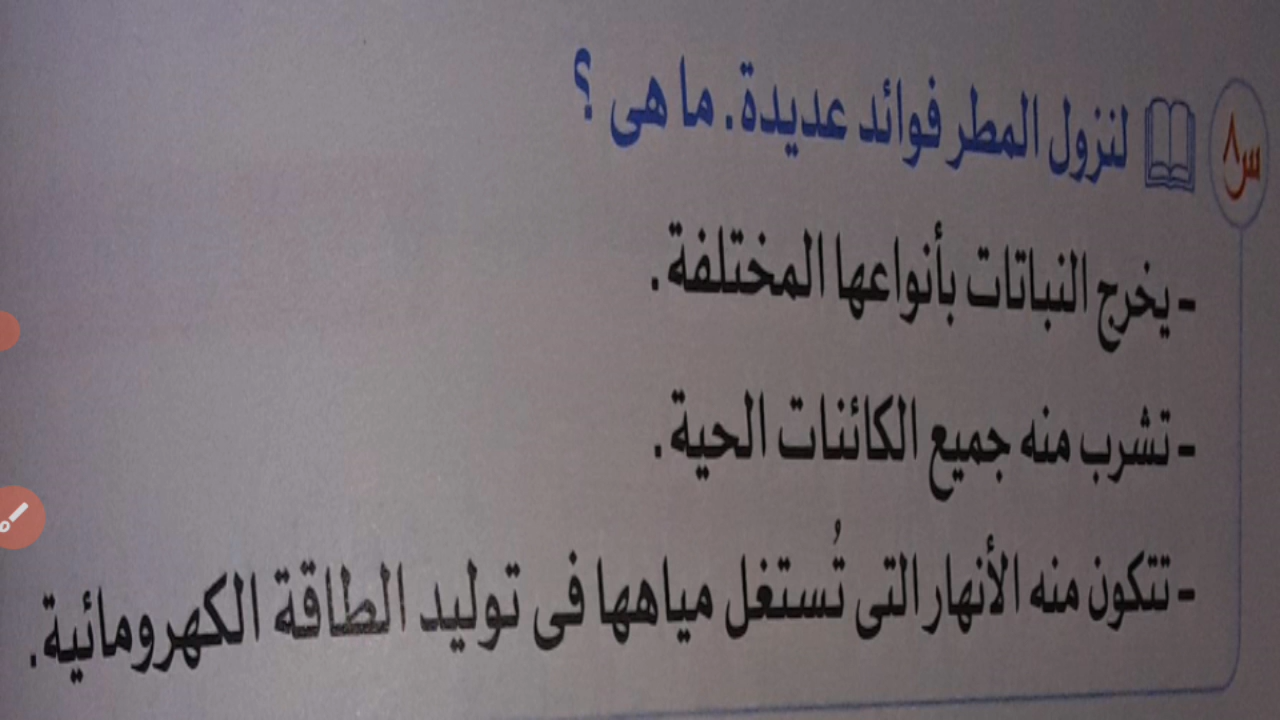 س٨ لنزول المطر فوائد عديدة. ما هى ؟
- يخرج النباتات بأنواعها المختلفة.
- تشرب منه جميع الكائنات الحية.
- تتكون منه الأنهار التى تُستغل مياهها فى توليد الطاقة الكهرومائية.